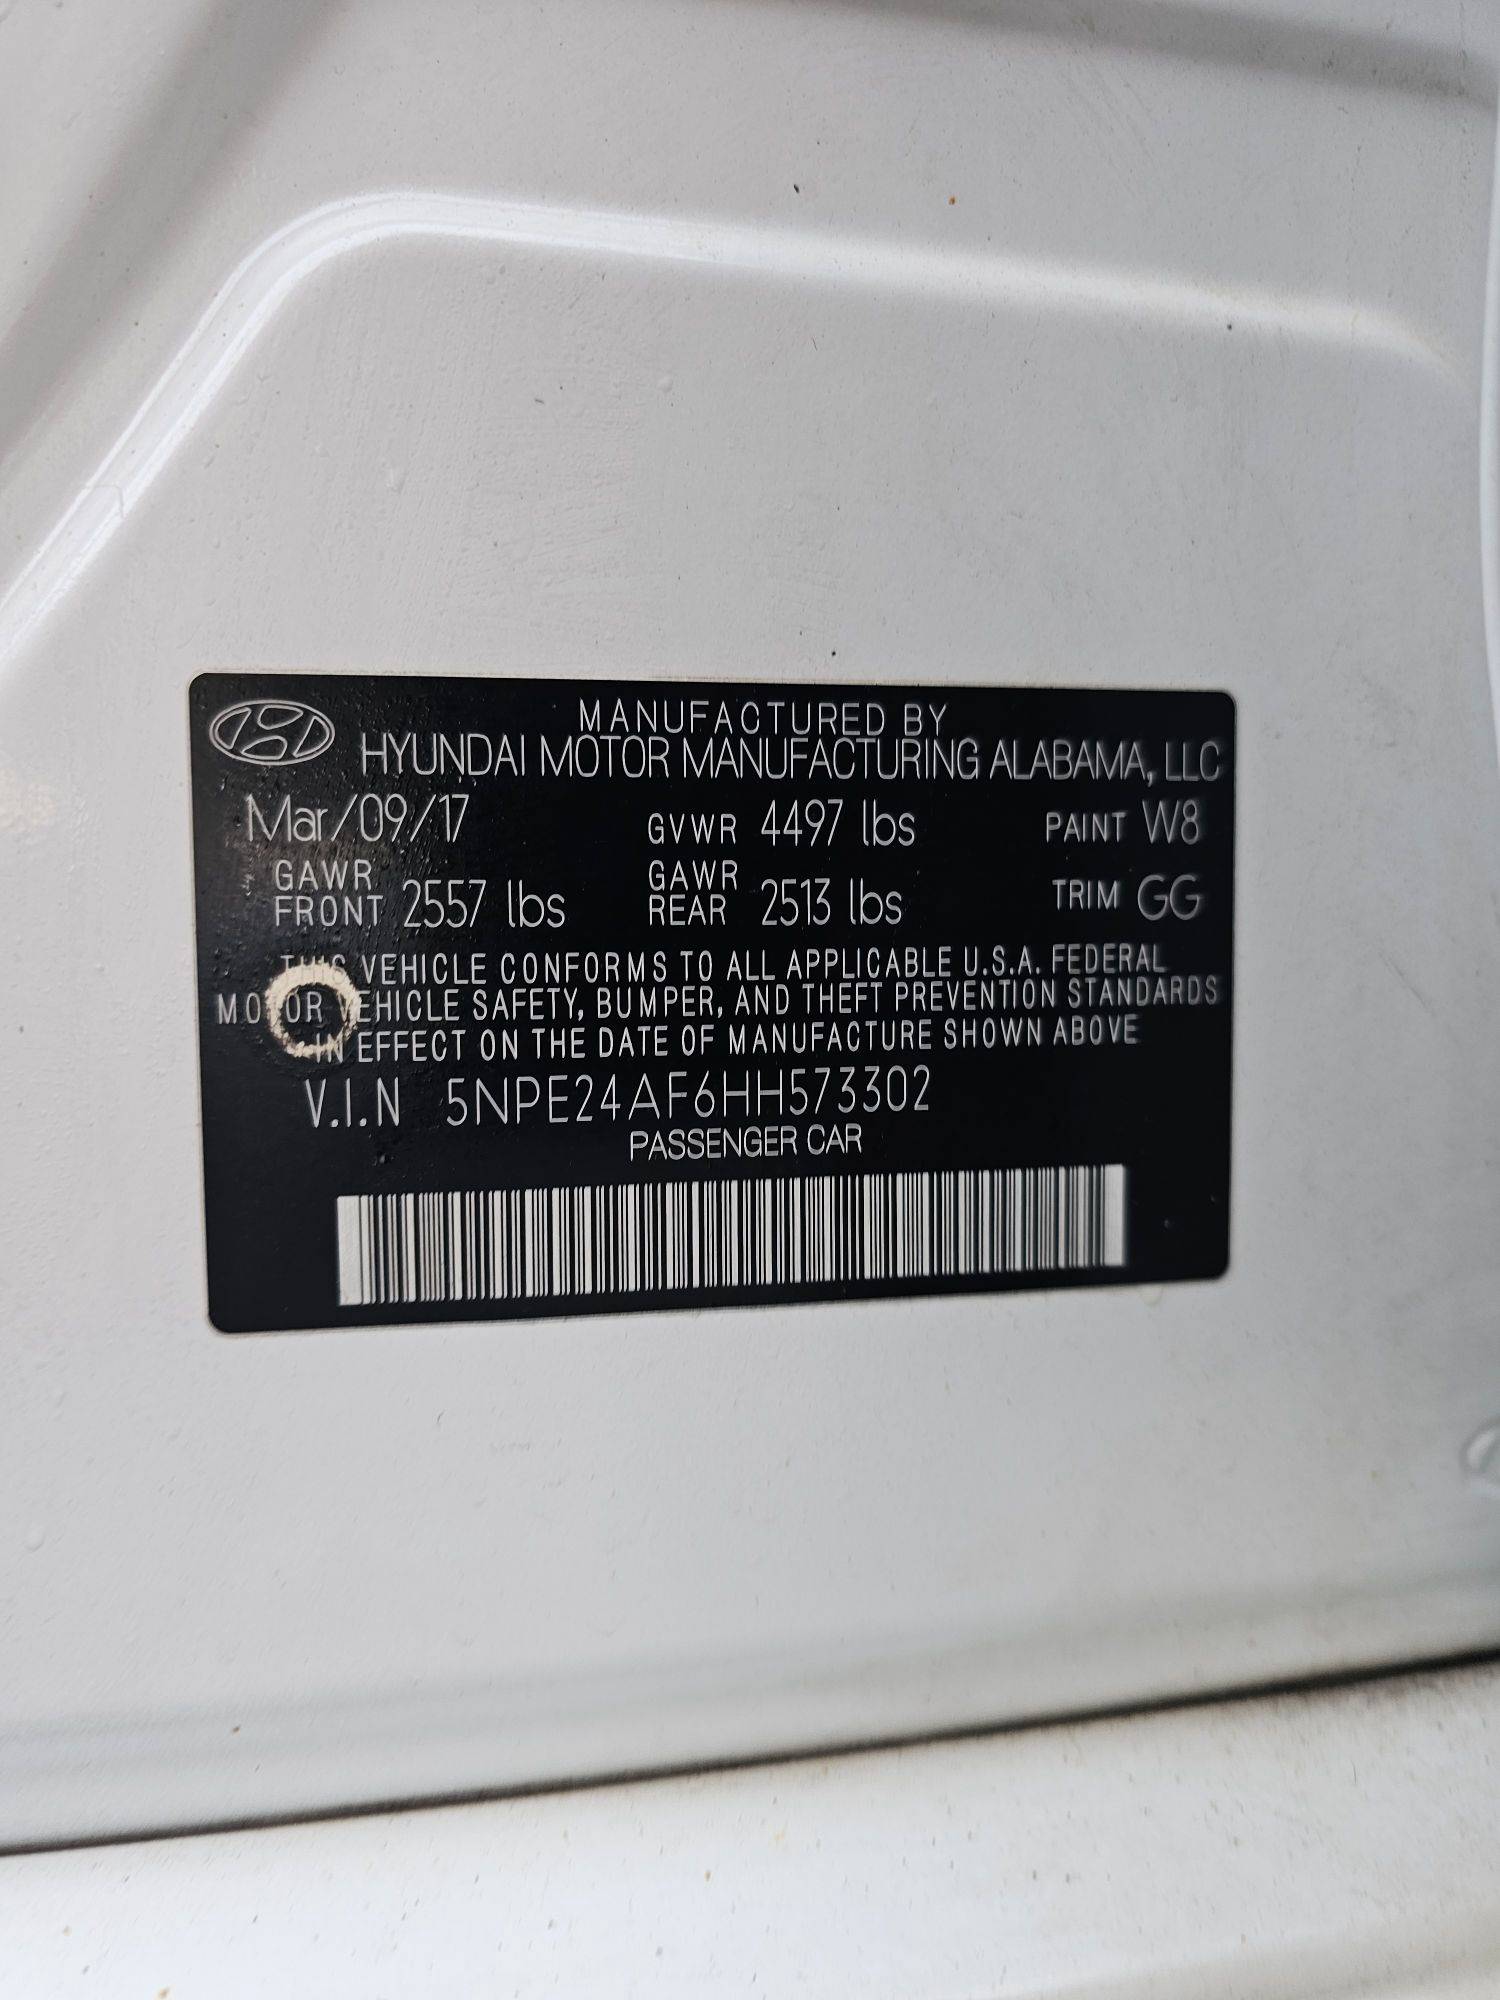 MANUFACTURED BY
HYUNDAI MOTOR MANUFACTURING ALABAMA, LLC
Mar/09/17 GVWR 4497 lbs PAINT W8
GAWR FRONT 2557 lbs GAWR REAR 2513 lbs TRIM GG
THIS VEHICLE CONFORMS TO ALL APPLICABLE U.S.A. FEDERAL
MOTOR VEHICLE SAFETY, BUMPER, AND THEFT PREVENTION STANDARDS
IN EFFECT ON THE DATE OF MANUFACTURE SHOWN ABOVE
V.I.N 5NPE24AF6HH573302
PASSENGER CAR